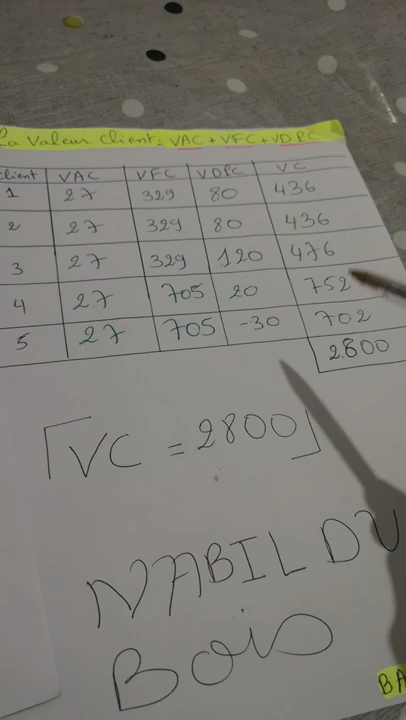 La Valeur Client = VAC + VFC + VDPC
client VAC VFC VDPC VC
1 27 329 80 436
2 27 329 80 436
3 27 329 120 476
4 27 705 20 752
5 27 705 -30 702
2.800
VC = 2800
NABIL DU
Bois
BA